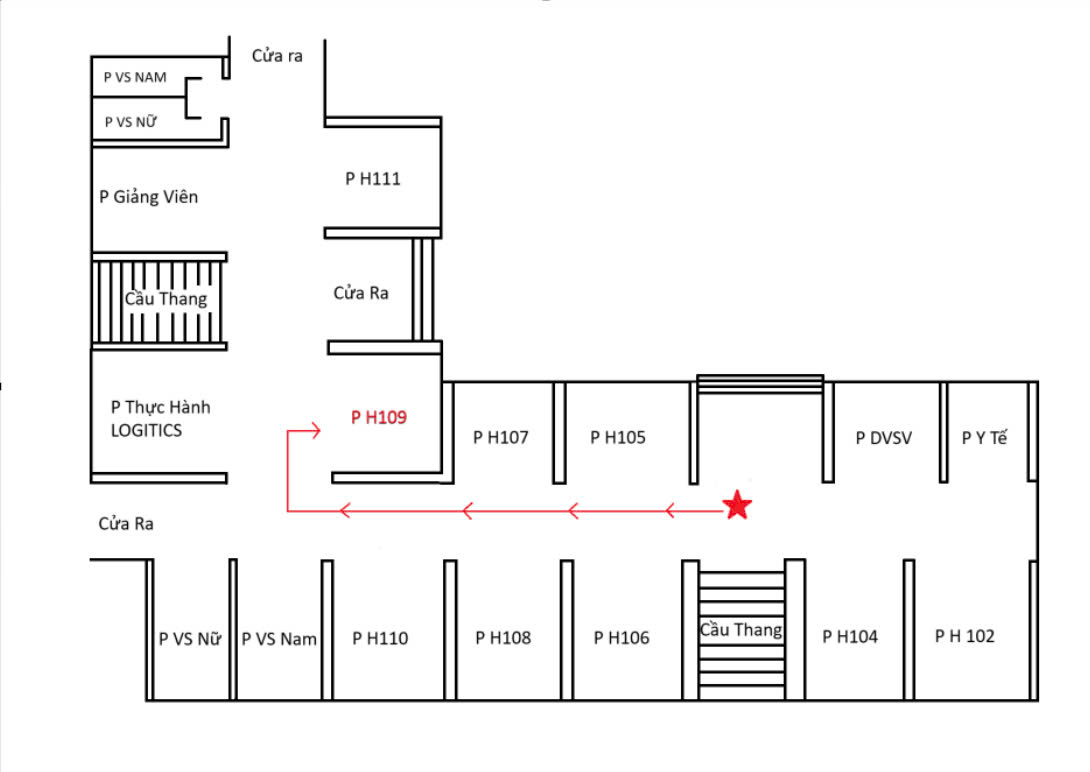 Cửa ra
P VS NAM
P VS NỮ
P H111
P Giảng Viên
Cửa Ra
Cầu Thang
P Thực Hành
LOGITICS
P H109
P H107
P H105
P DVSV
P Y Tế
Cửa Ra
P VS Nữ
P VS Nam
P H110
P H108
P H106
Cầu Thang
P H104
P H 102